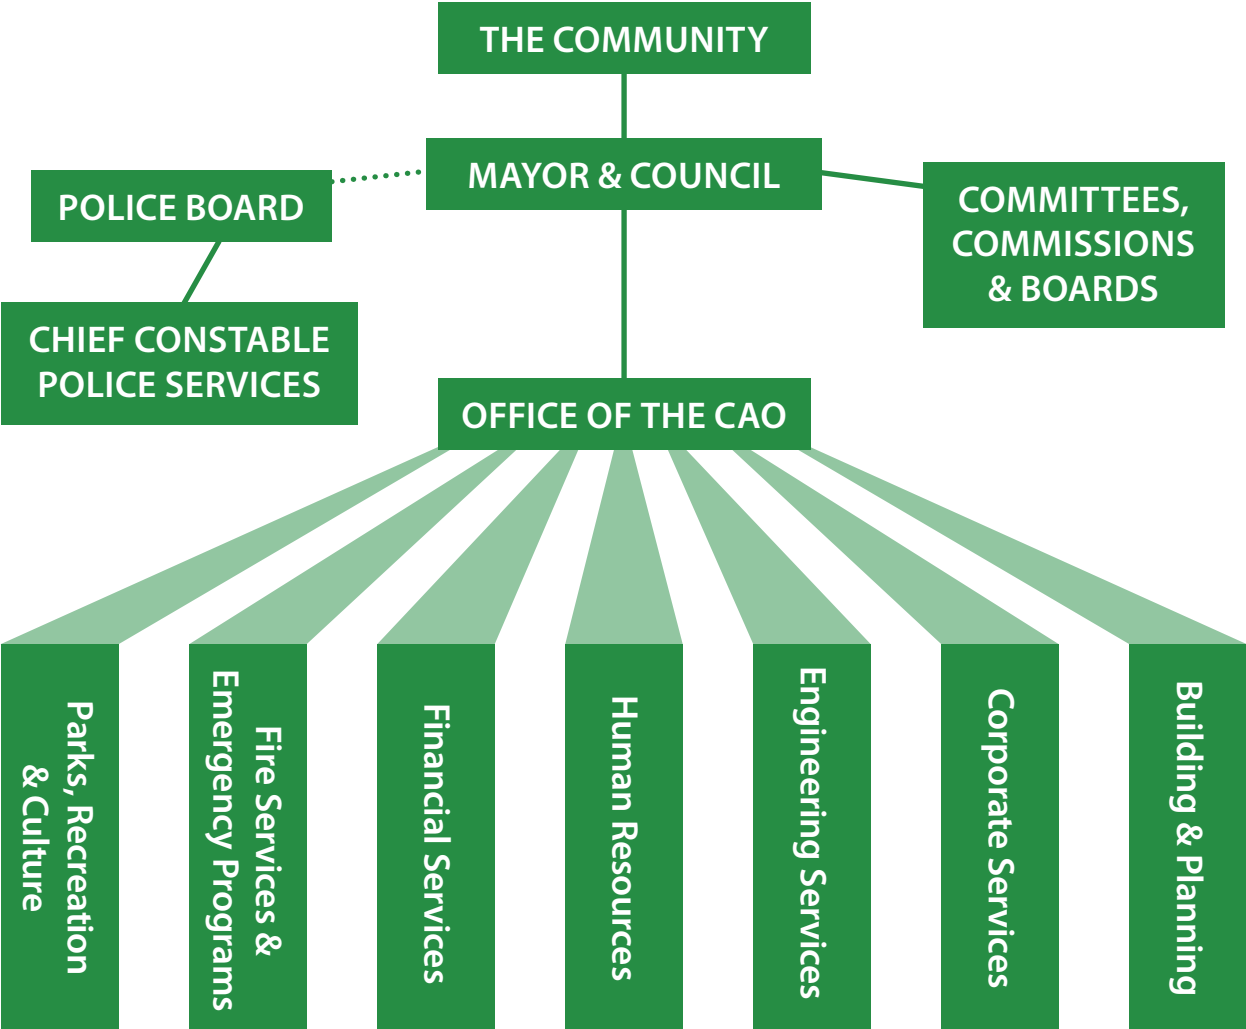 THE COMMUNITY
MAYOR & COUNCIL
POLICE BOARD
COMMITTEES,
COMMISSIONS
& BOARDS
CHIEF CONSTABLE
POLICE SERVICES
OFFICE OF THE CAO
Parks, Recreation
& Culture
Fire Services &
Emergency Programs
Financial Services
Human Resources
Engineering Services
Corporate Services
Building & Planning